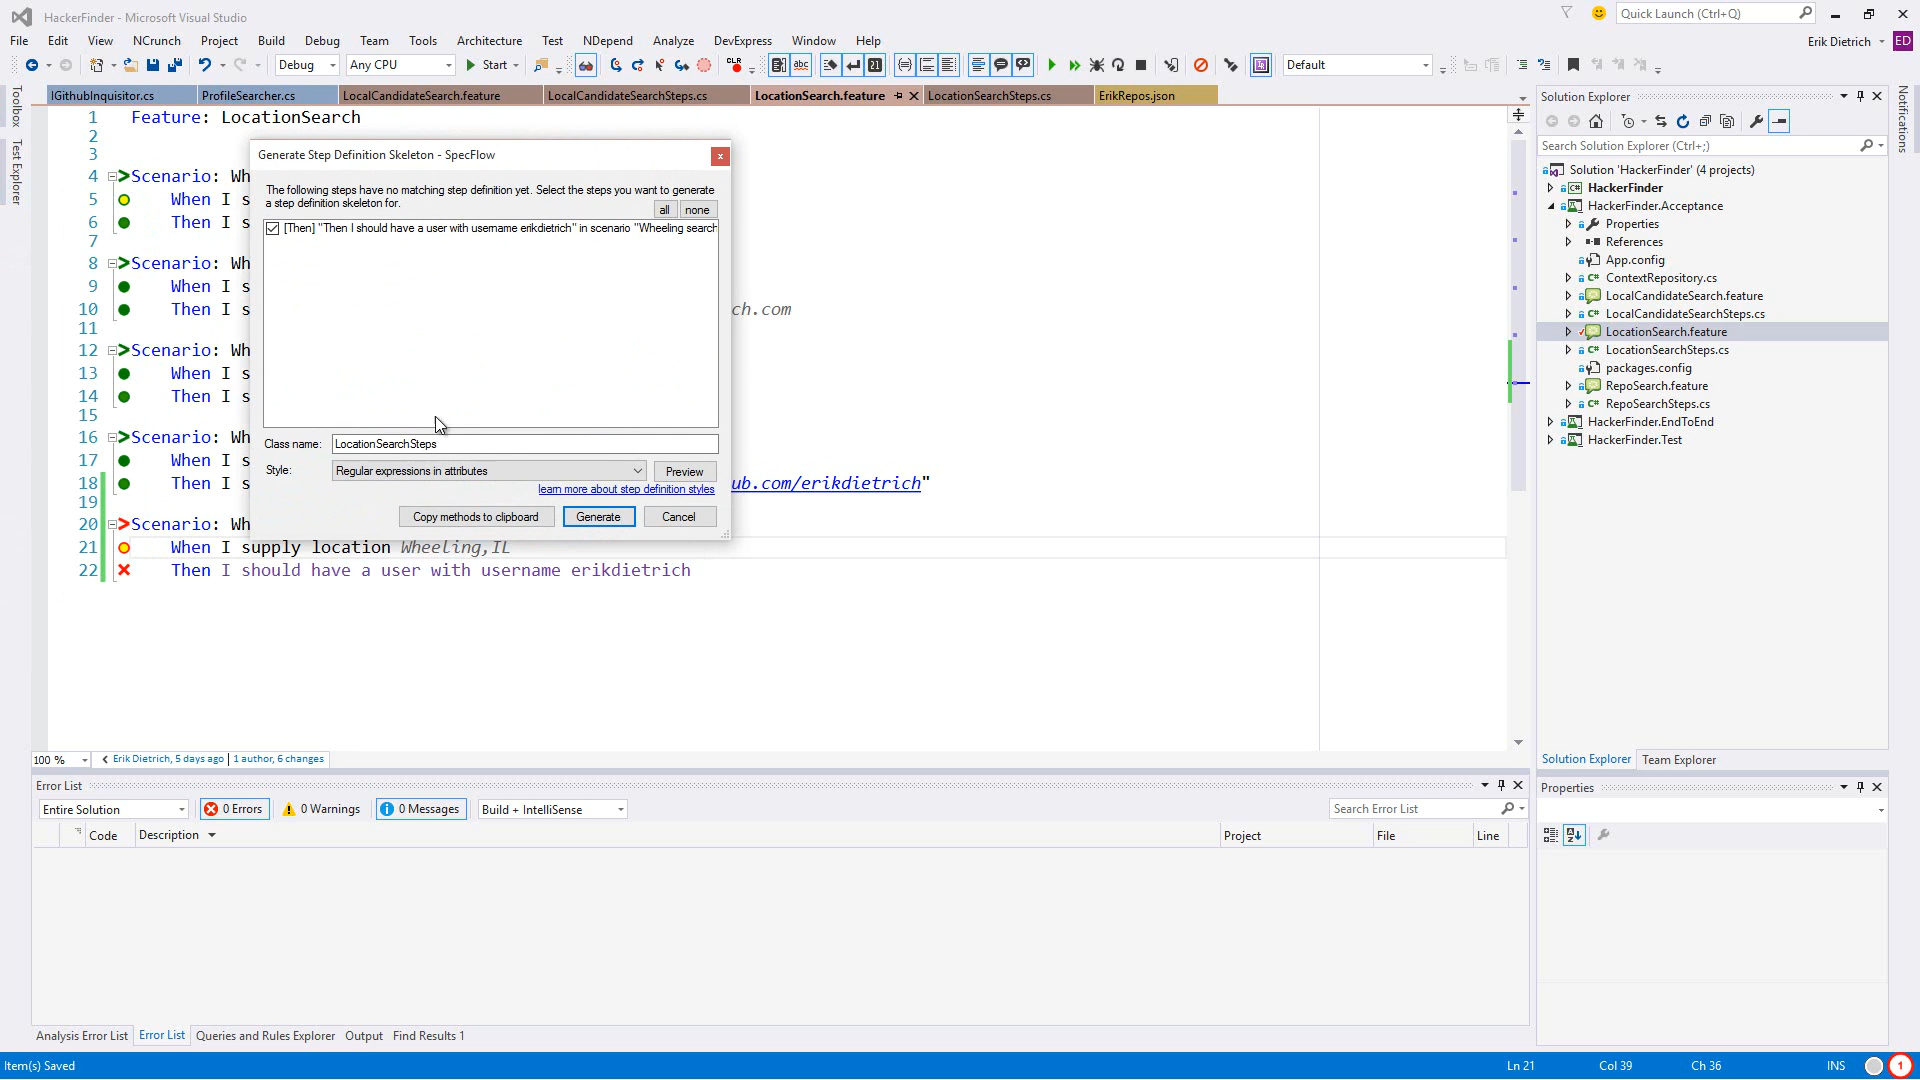 HackerFinder - Microsoft Visual Studio
Quick Launch (Ctrl+Q)
File Edit View NCrunch Project Build Debug Team Tools Architecture Test NDepend Analyze DevExpress Window Help
Erik Dietrich ED
Debug Any CPU Start Default
Toolbox
Test Explorer
Notifications
IGithubInquisitor.cs ProfileSearcher.cs LocalCandidateSearch.feature LocalCandidateSearchSteps.cs LocationSearch.feature LocationSearchSteps.cs ErikRepos.json
1 Feature: LocationSearch
2
3
4 Scenario: Wh
5 When I s
6 Then I s
7
8 Scenario: Wh
9 When I s
10 Then I s ch.com
11
12 Scenario: Wh
13 When I s
14 Then I s
15
16 Scenario: Wh
17 When I s
18 Then I s ub.com/erikdietrich"
19
20 Scenario: Wh
21 When I supply location Wheeling,IL
22 Then I should have a user with username erikdietrich
Generate Step Definition Skeleton - SpecFlow
The following steps have no matching step definition yet. Select the steps you want to generate
a step definition skeleton for.
all none
[Then] "Then I should have a user with username erikdietrich" in scenario "Wheeling search
Class name: LocationSearchSteps
Style: Regular expressions in attributes Preview
learn more about step definition styles
Copy methods to clipboard Generate Cancel
100 % Erik Dietrich, 5 days ago | 1 author, 6 changes
Solution Explorer
Search Solution Explorer (Ctrl+;)
Solution 'HackerFinder' (4 projects)
HackerFinder
HackerFinder.Acceptance
Properties
References
App.config
ContextRepository.cs
LocalCandidateSearch.feature
LocalCandidateSearchSteps.cs
LocationSearch.feature
LocationSearchSteps.cs
packages.config
RepoSearch.feature
RepoSearchSteps.cs
HackerFinder.EndToEnd
HackerFinder.Test
Solution Explorer Team Explorer
Properties
Error List
Entire Solution 0 Errors 0 Warnings 0 Messages Build + IntelliSense Search Error List
Code Description Project File Line
Analysis Error List Error List Queries and Rules Explorer Output Find Results 1
Item(s) Saved Ln 21 Col 39 Ch 36 INS 1